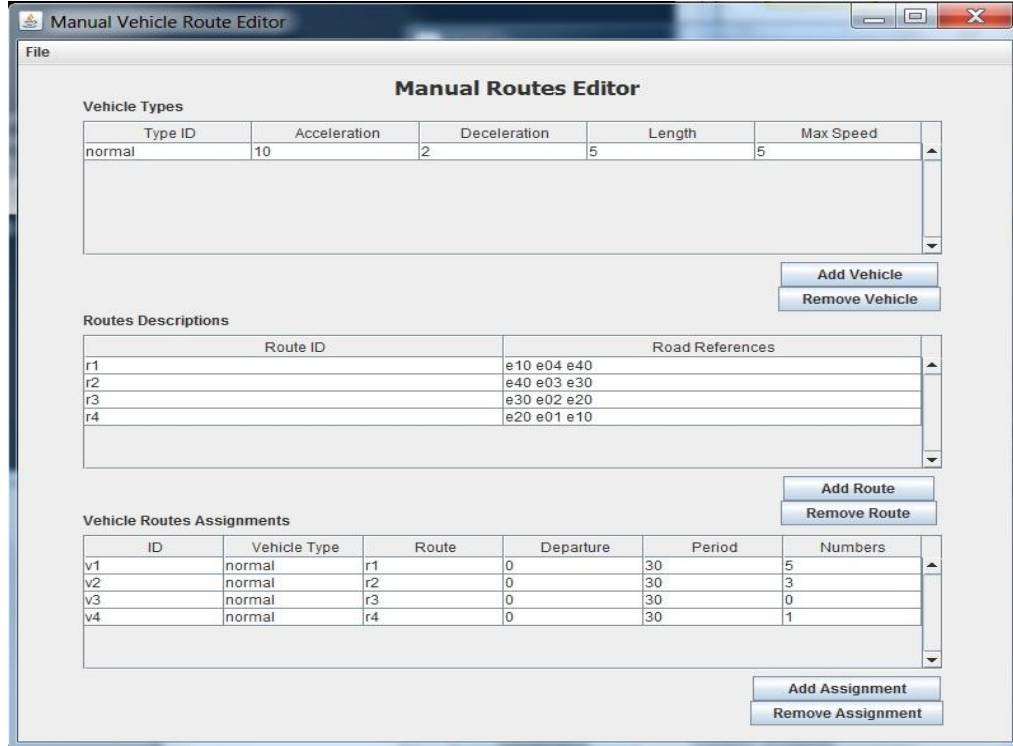 Manual Vehicle Route Editor
File
Manual Routes Editor
Vehicle Types
Type ID Acceleration Deceleration Length Max Speed
normal 10 2 5 5
Add Vehicle
Remove Vehicle
Routes Descriptions
Route ID Road References
r1 e10 e04 e40
r2 e40 e03 e30
r3 e30 e02 e20
r4 e20 e01 e10
Add Route
Remove Route
Vehicle Routes Assignments
ID Vehicle Type Route Departure Period Numbers
v1 normal r1 0 30 5
v2 normal r2 0 30 3
v3 normal r3 0 30 0
v4 normal r4 0 30 1
Add Assignment
Remove Assignment